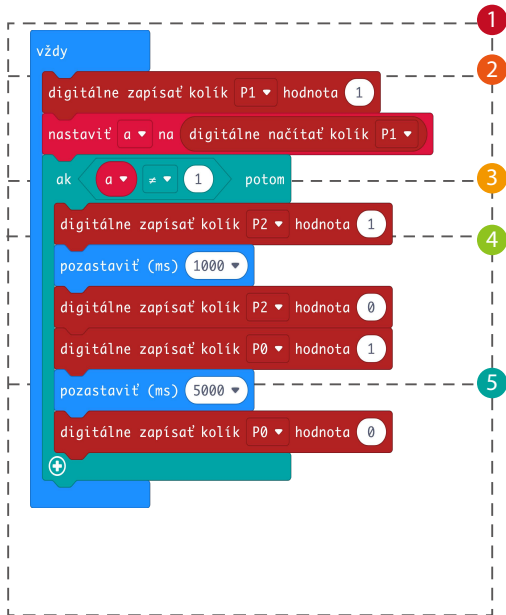 1
vždy
2
digitálne zapísať kolík P1 hodnota 1
nastaviť a na digitálne načítať kolík P1
ak a ≠ 1 potom
3
digitálne zapísať kolík P2 hodnota 1
4
pozastaviť (ms) 1000
digitálne zapísať kolík P2 hodnota 0
digitálne zapísať kolík P0 hodnota 1
pozastaviť (ms) 5000
5
digitálne zapísať kolík P0 hodnota 0